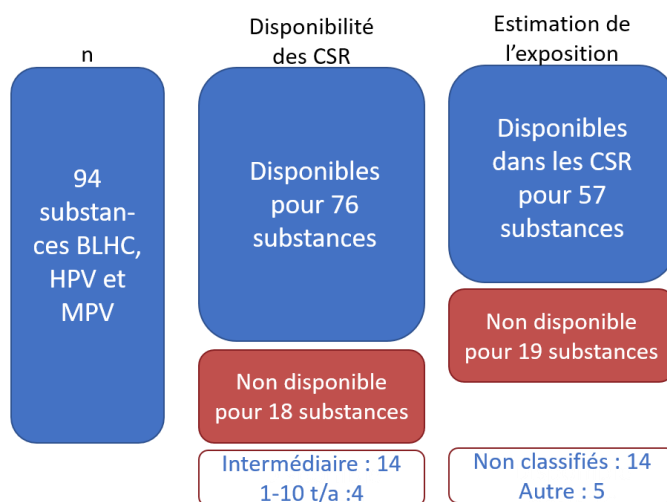 n
94
substan-
ces BLHC,
HPV et
MPV
Disponibilité
des CSR
Disponibles
pour 76
substances
Non disponible
pour 18 substances
Intermédiaire : 14
1-10 t/a :4
Estimation de
l’exposition
Disponibles
dans les CSR
pour 57
substances
Non disponible
pour 19 substances
Non classifiés : 14
Autre : 5